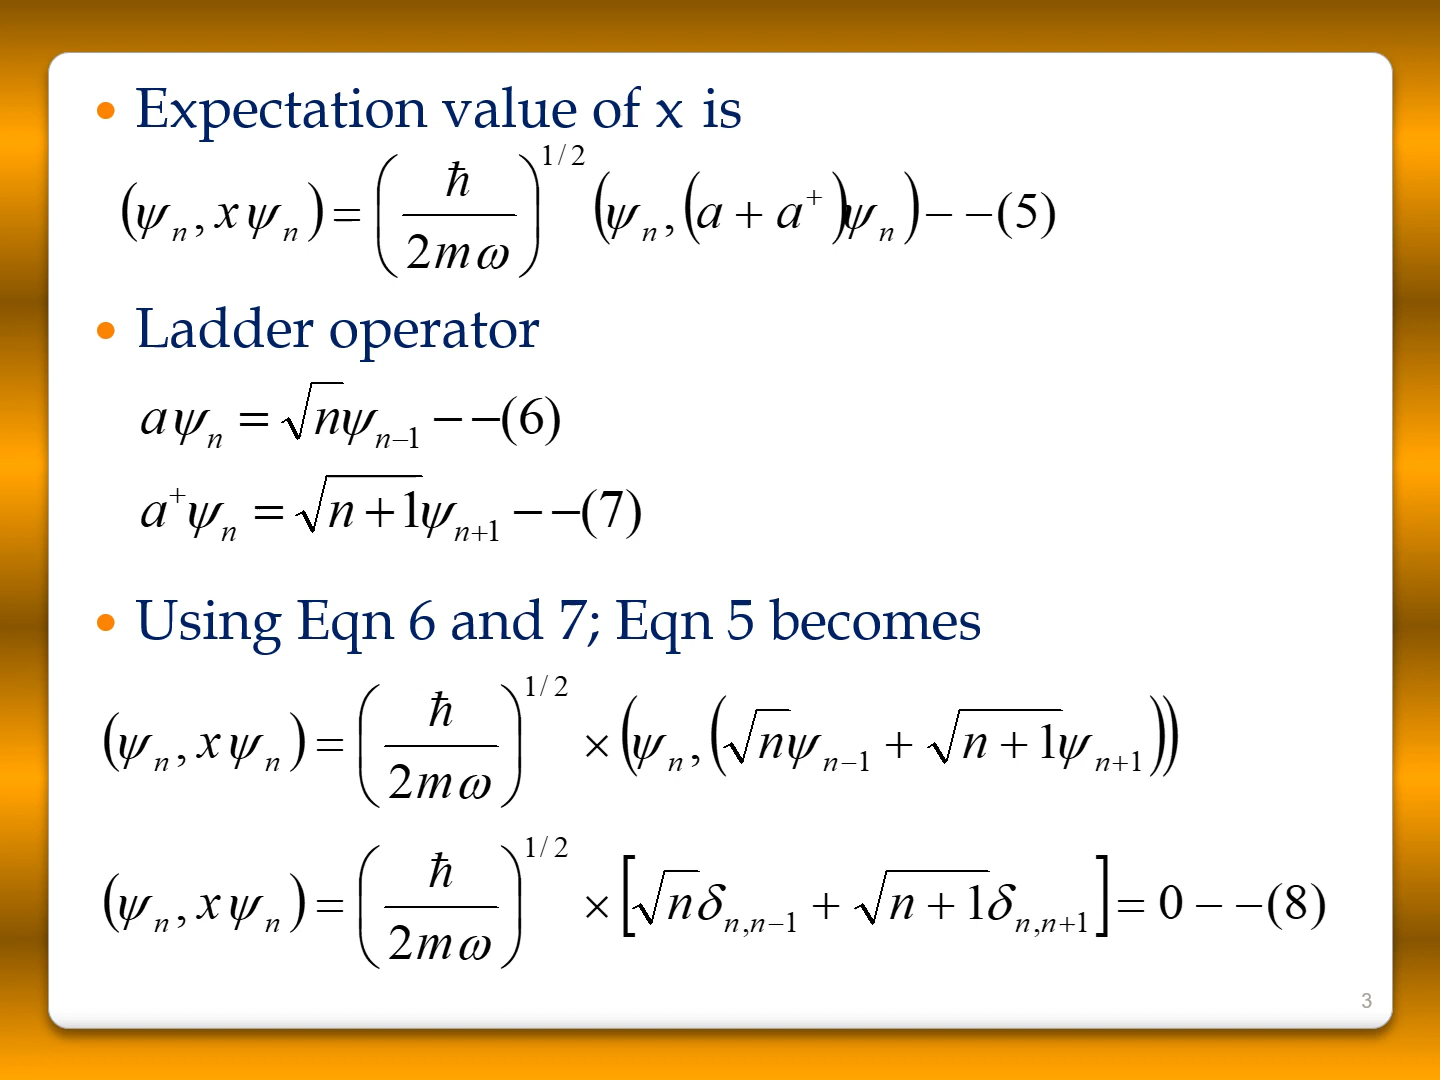 • Expectation value of x is
(ψ_n, xψ_n) = (ħ / 2mω)^{1/2} (ψ_n, (a + a⁺)ψ_n) − −(5)
• Ladder operator
aψ_n = √n ψ_{n−1} − −(6)
a⁺ψ_n = √(n+1) ψ_{n+1} − −(7)
• Using Eqn 6 and 7; Eqn 5 becomes
(ψ_n, xψ_n) = (ħ / 2mω)^{1/2} × (ψ_n, (√n ψ_{n−1} + √(n+1) ψ_{n+1}))
(ψ_n, xψ_n) = (ħ / 2mω)^{1/2} × [√n δ_{n,n−1} + √(n+1) δ_{n,n+1}] = 0 − −(8)
3